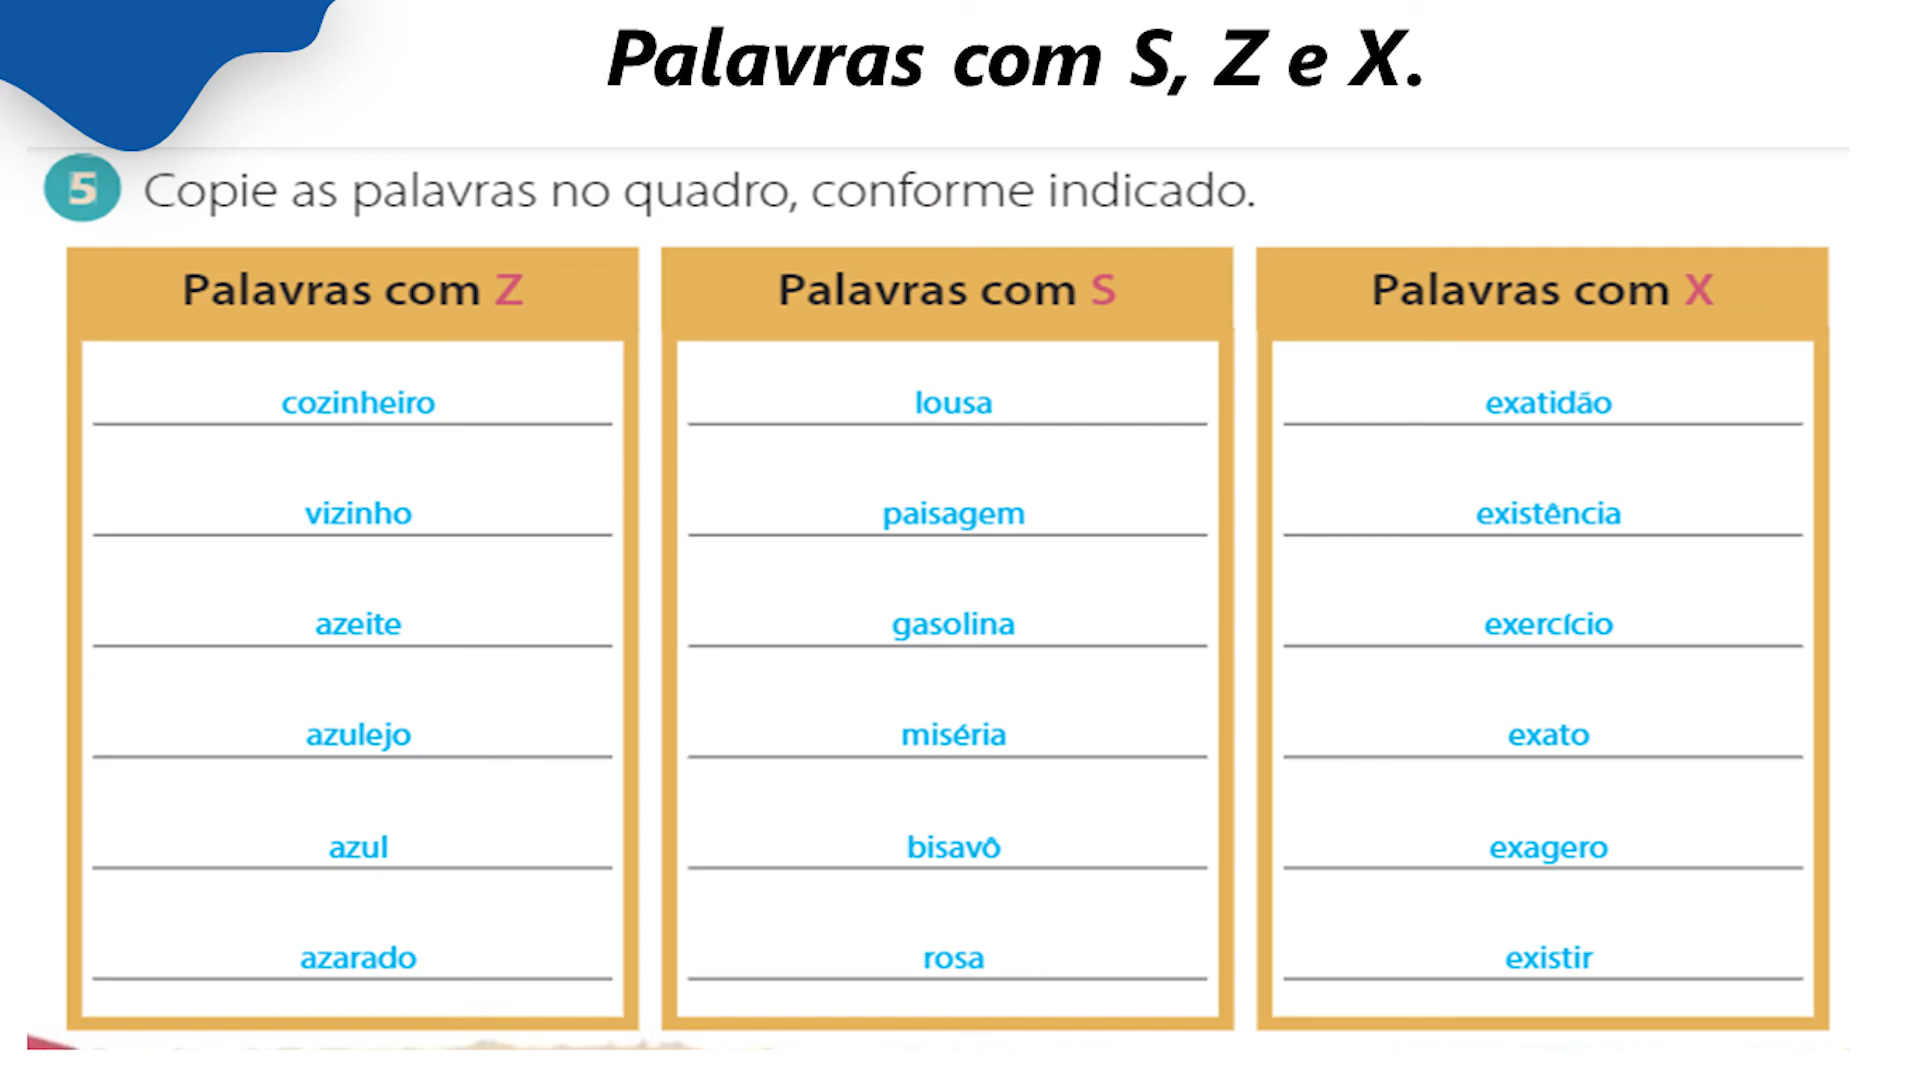 Palavras com S, Z e X.
5 Copie as palavras no quadro, conforme indicado.
Palavras com Z
cozinheiro
vizinho
azeite
azulejo
azul
azarado
Palavras com S
lousa
paisagem
gasolina
miséria
bisavô
rosa
Palavras com X
exatidão
existência
exercício
exato
exagero
existir